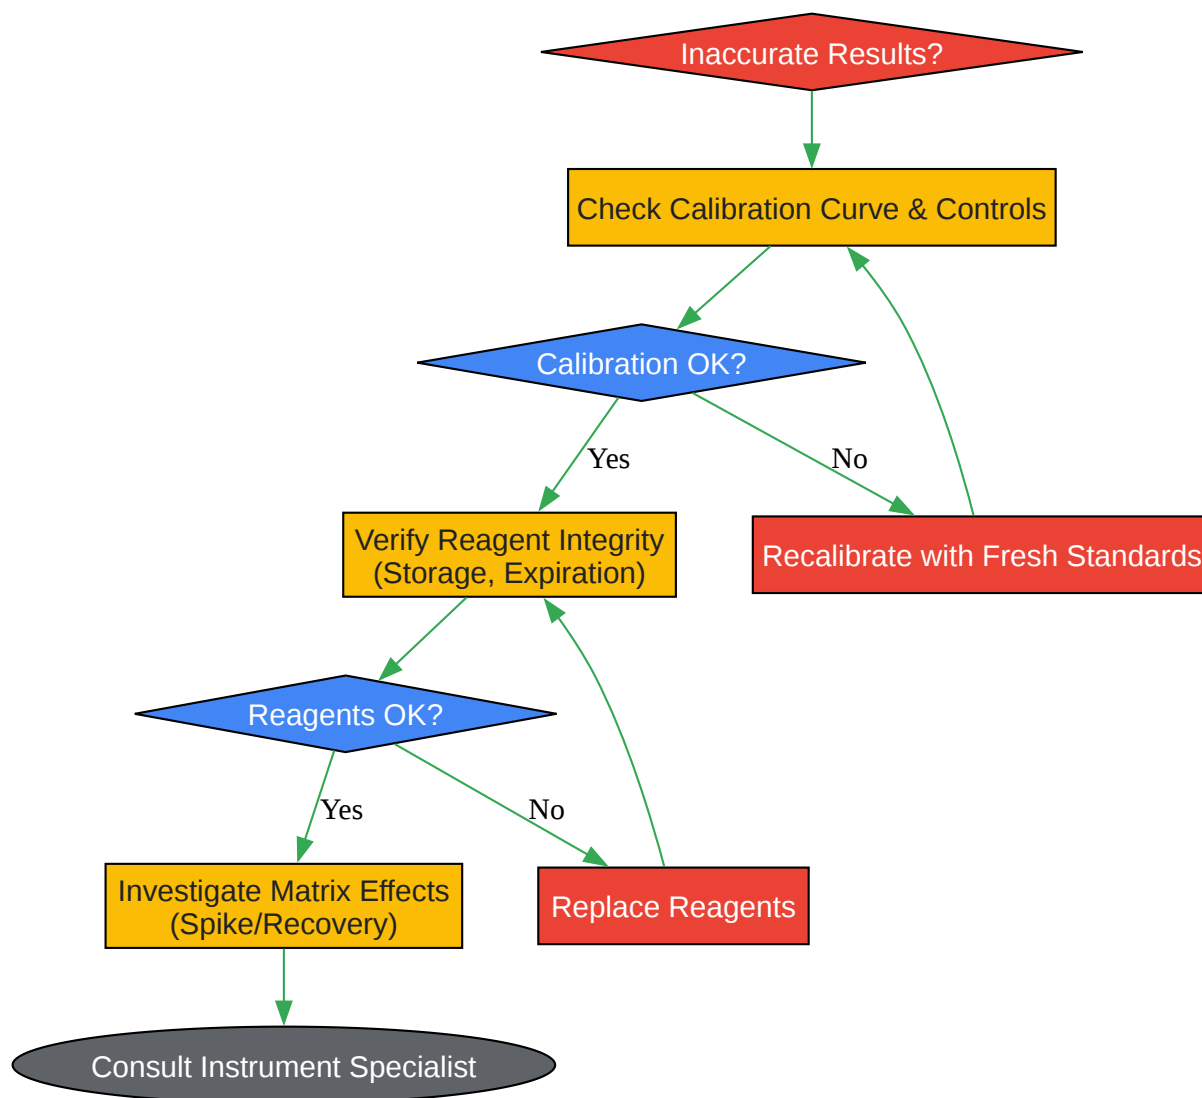 Inaccurate Results?
Check Calibration Curve & Controls
Calibration OK?
Yes
No
Verify Reagent Integrity
(Storage, Expiration)
Recalibrate with Fresh Standards
Reagents OK?
Yes
No
Investigate Matrix Effects
(Spike/Recovery)
Replace Reagents
Consult Instrument Specialist